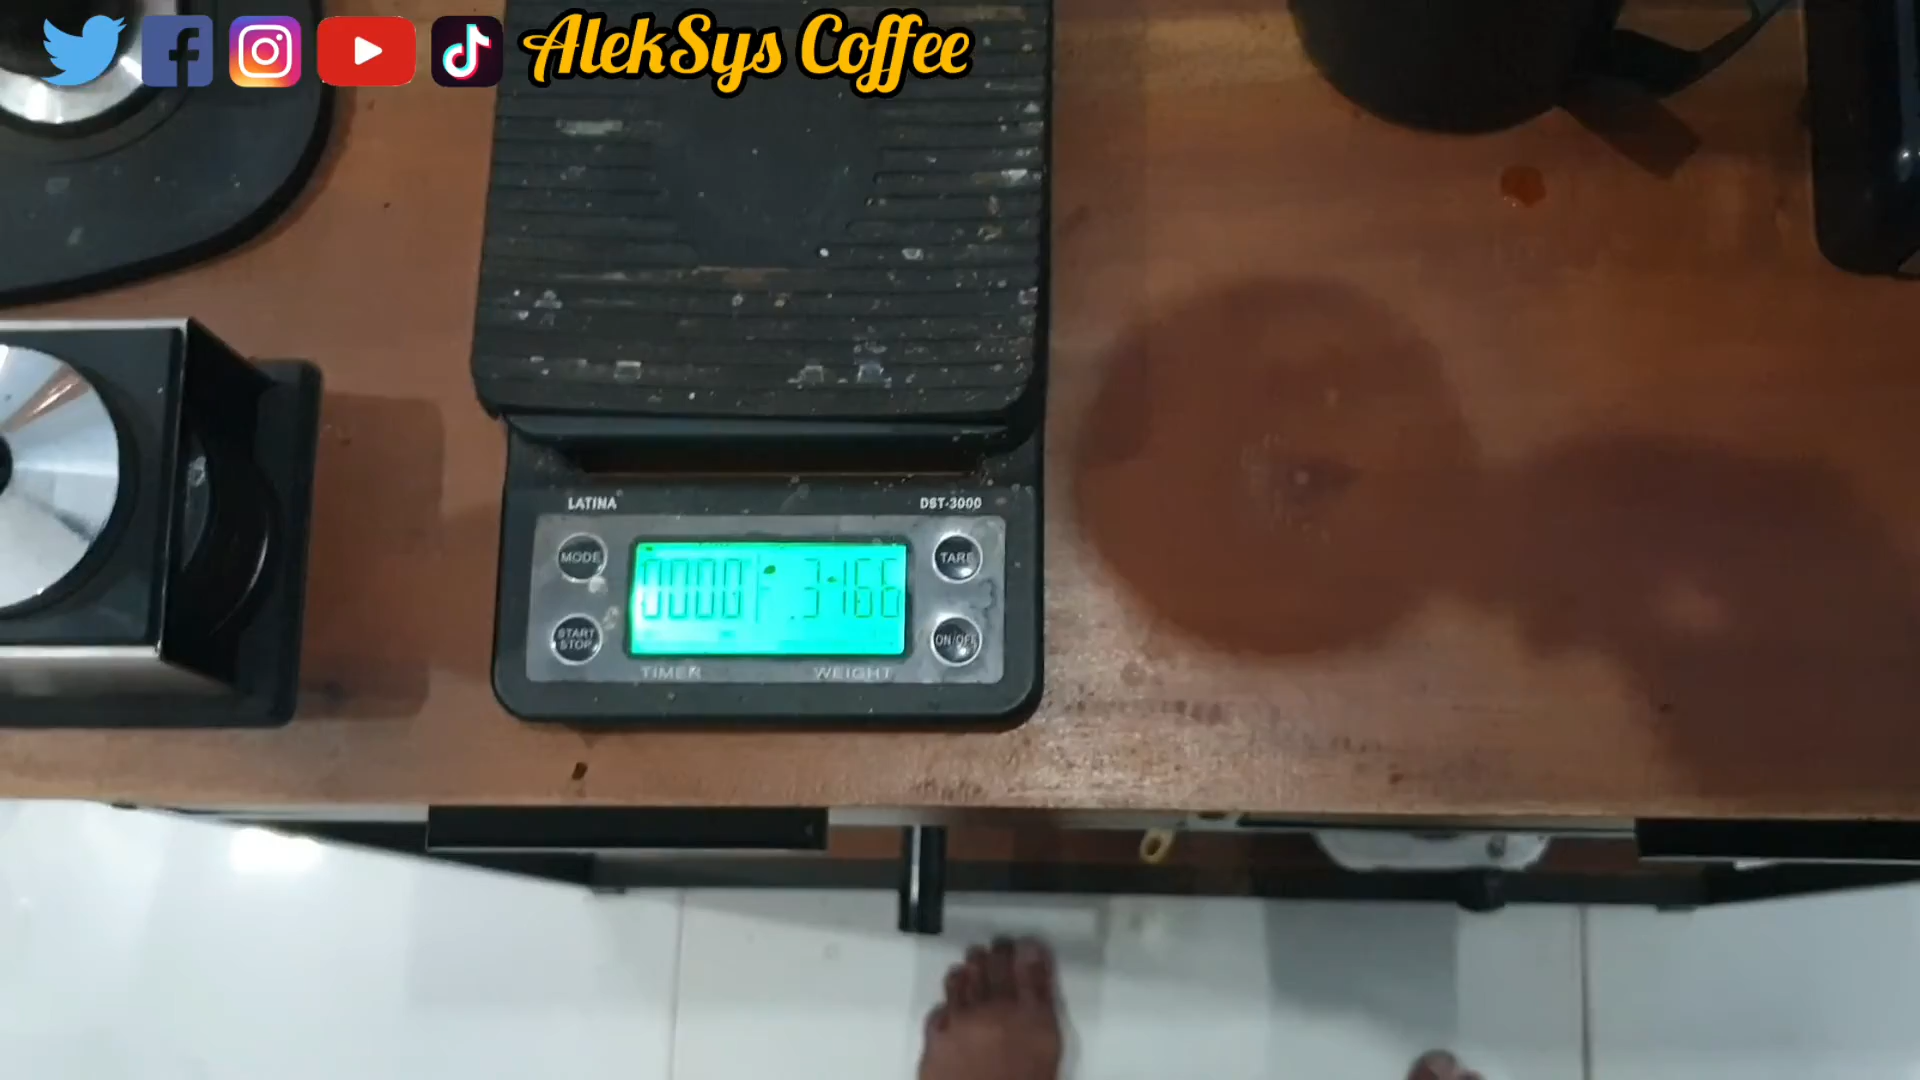 AlekSys Coffee
LATINA DST-3000
MODE TARE
START
STOP
ON/OFF
TIMER WEIGHT